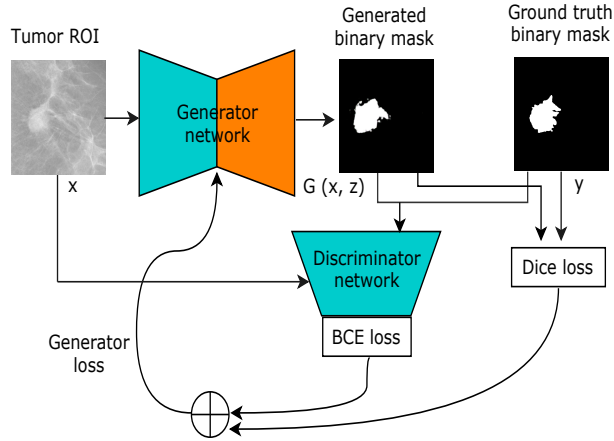 Tumor ROI
Generated
binary mask
Ground truth
binary mask
Generator
network
x
G (x, z)
y
Discriminator
network
Dice loss
BCE loss
Generator
loss